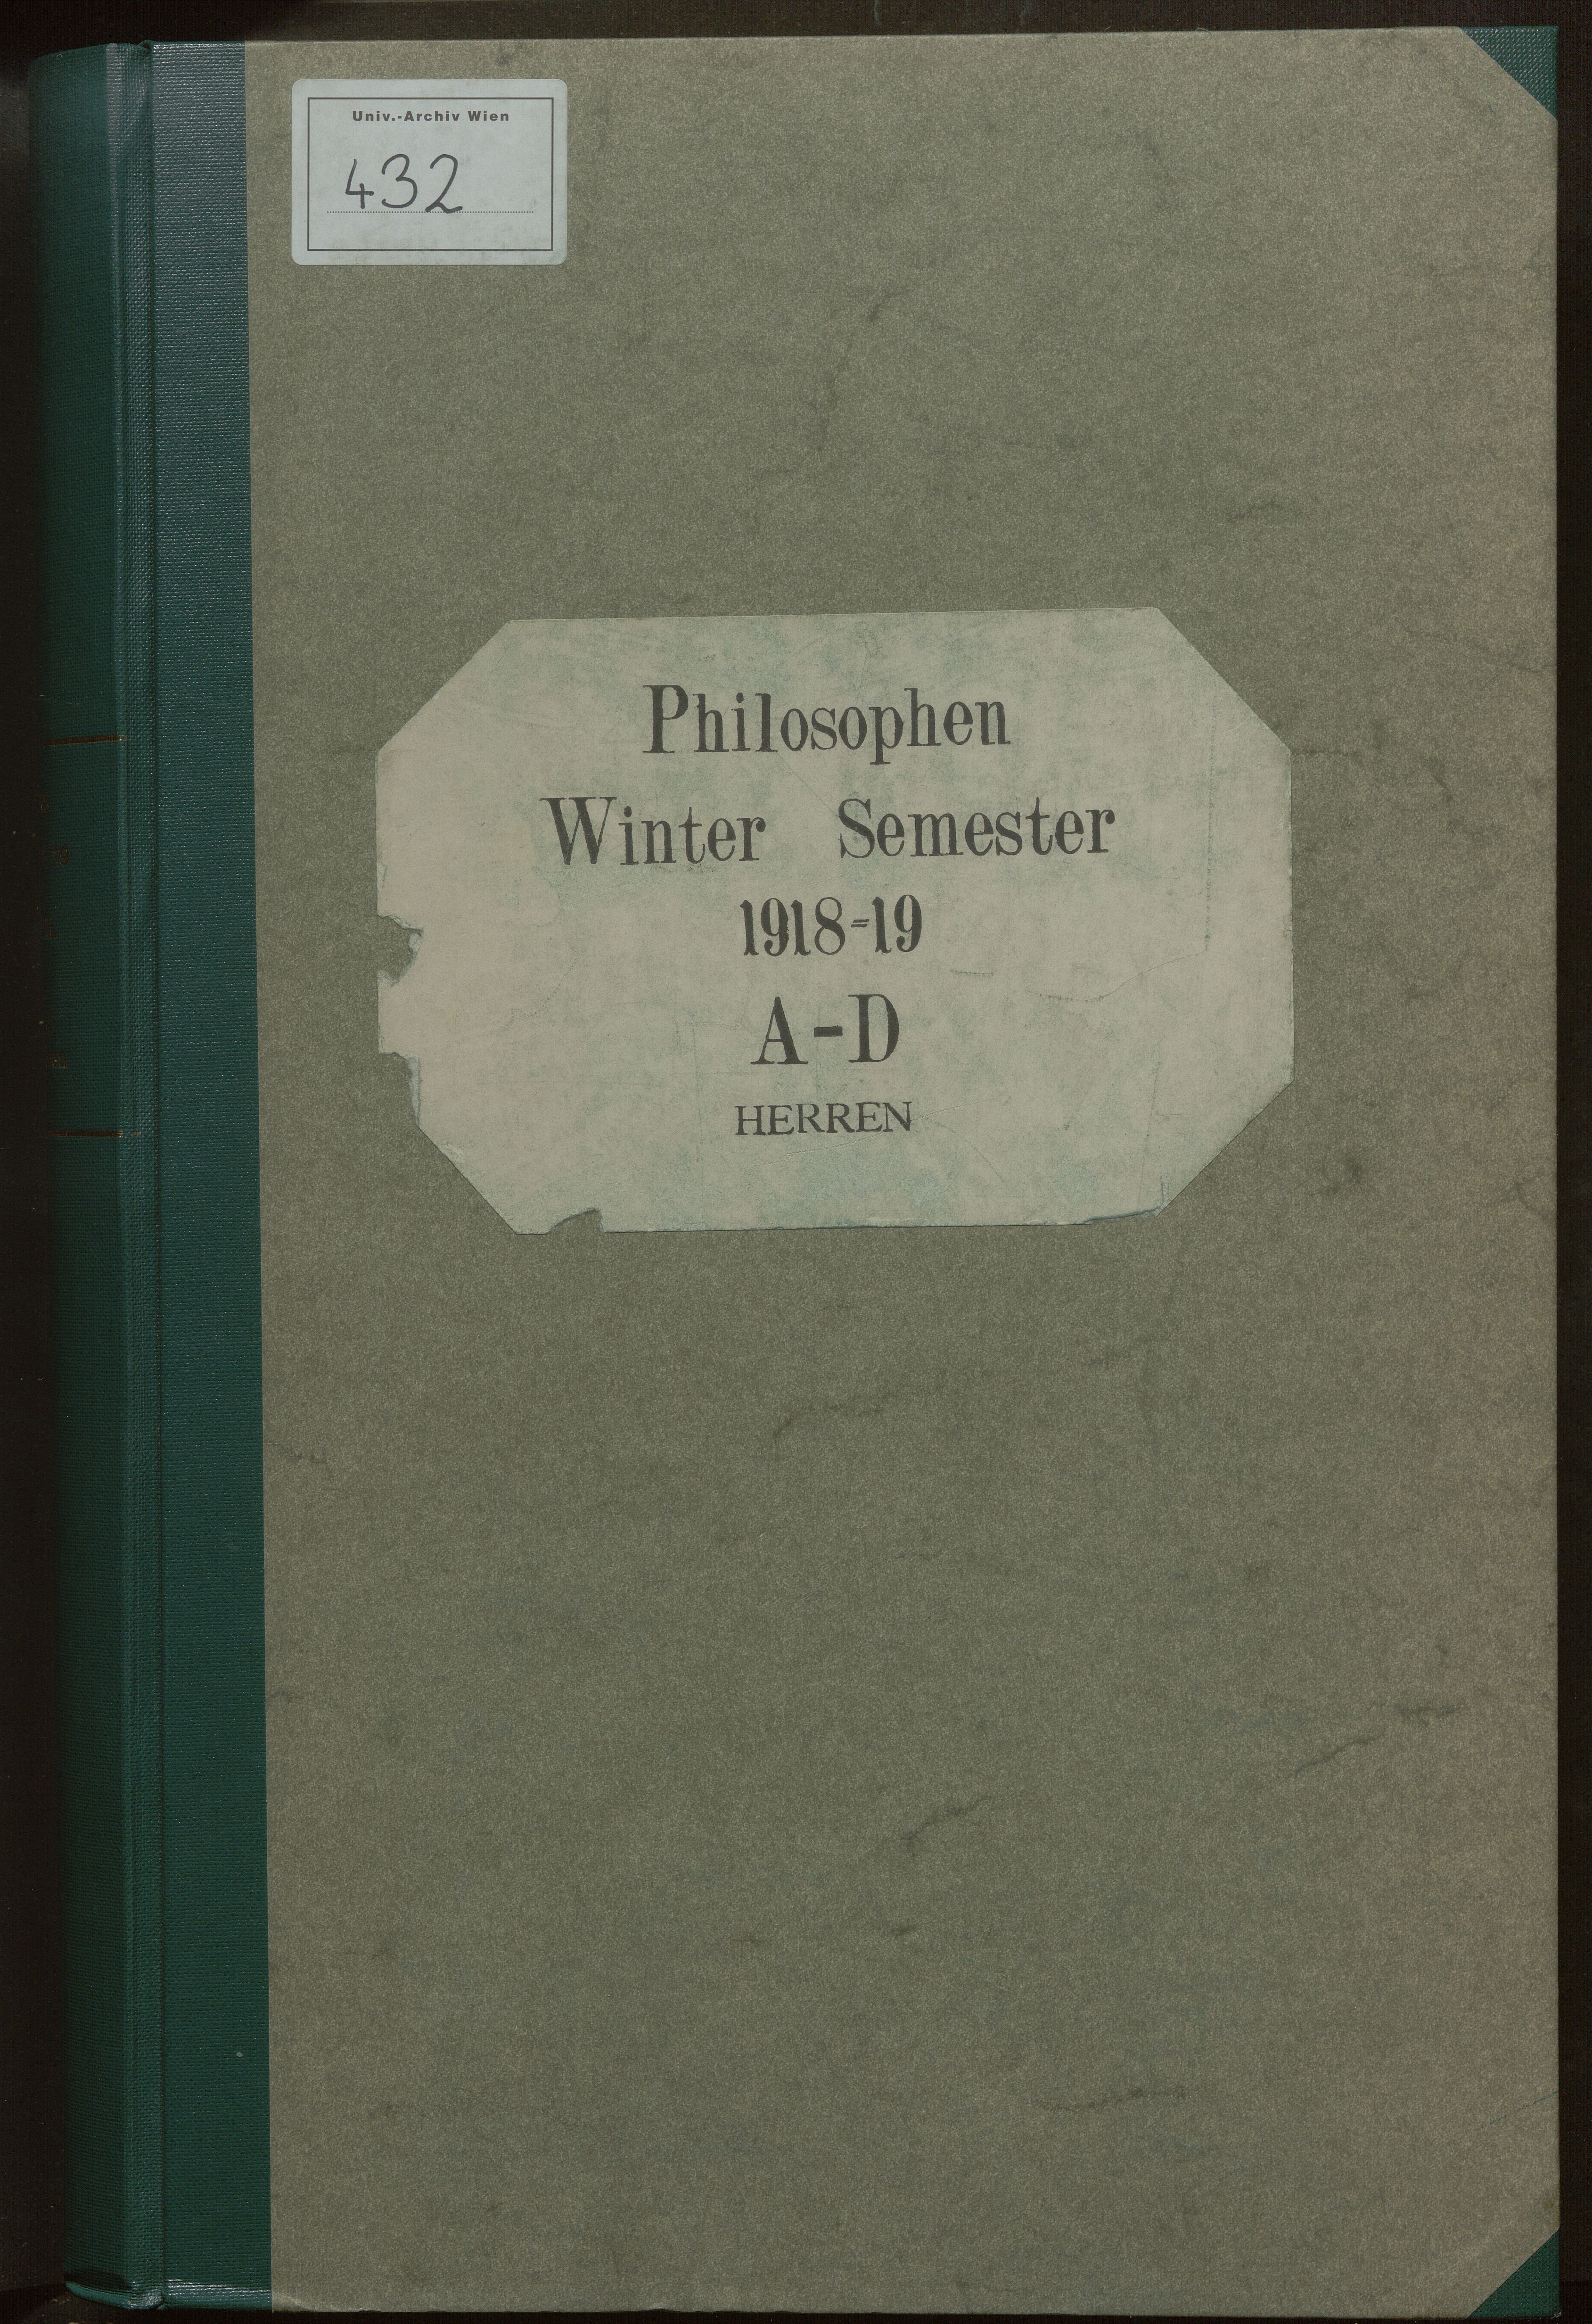 Univ.-Archiv Wien
432
Philosophen
Winter Semester
1918-19
A-D
HERREN